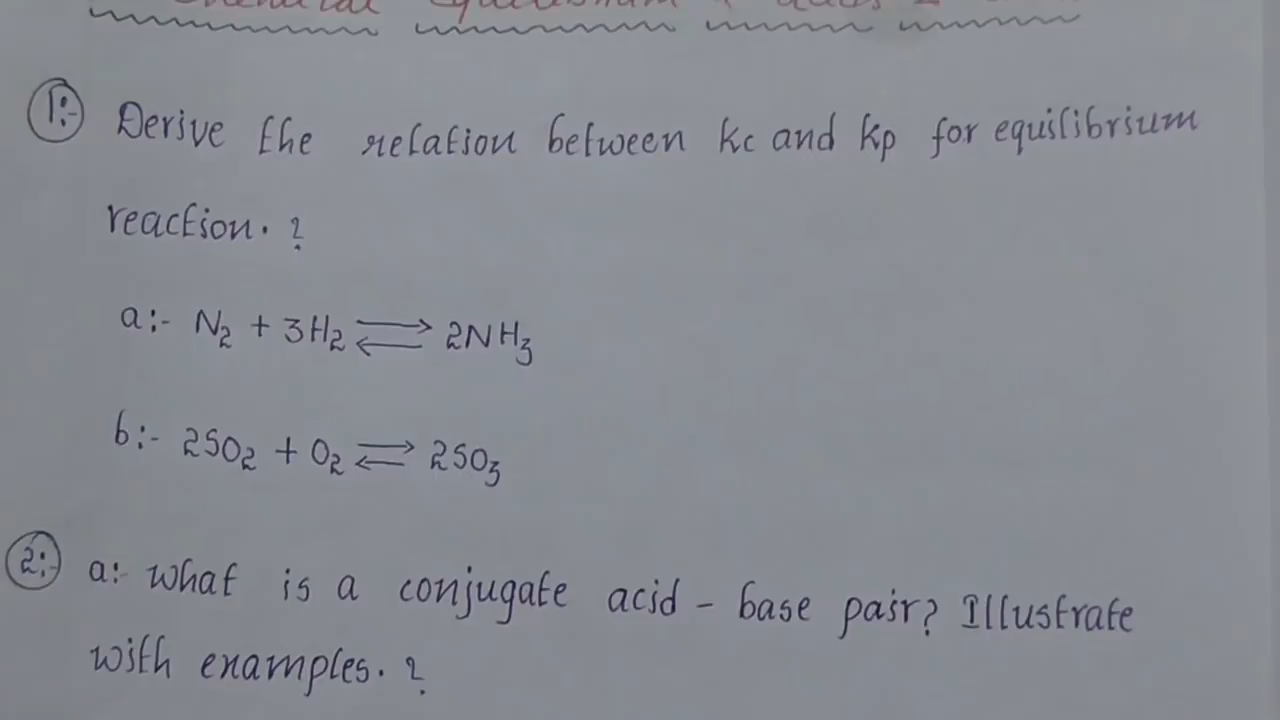 1:- Derive the relation between kc and kp for equilibrium
reaction. ?
a:- N₂ + 3H₂ ⇌ 2NH₃
b:- 2SO₂ + O₂ ⇌ 2SO₃
2:- a:- what is a conjugate acid - base pair? Illustrate
with examples. ?